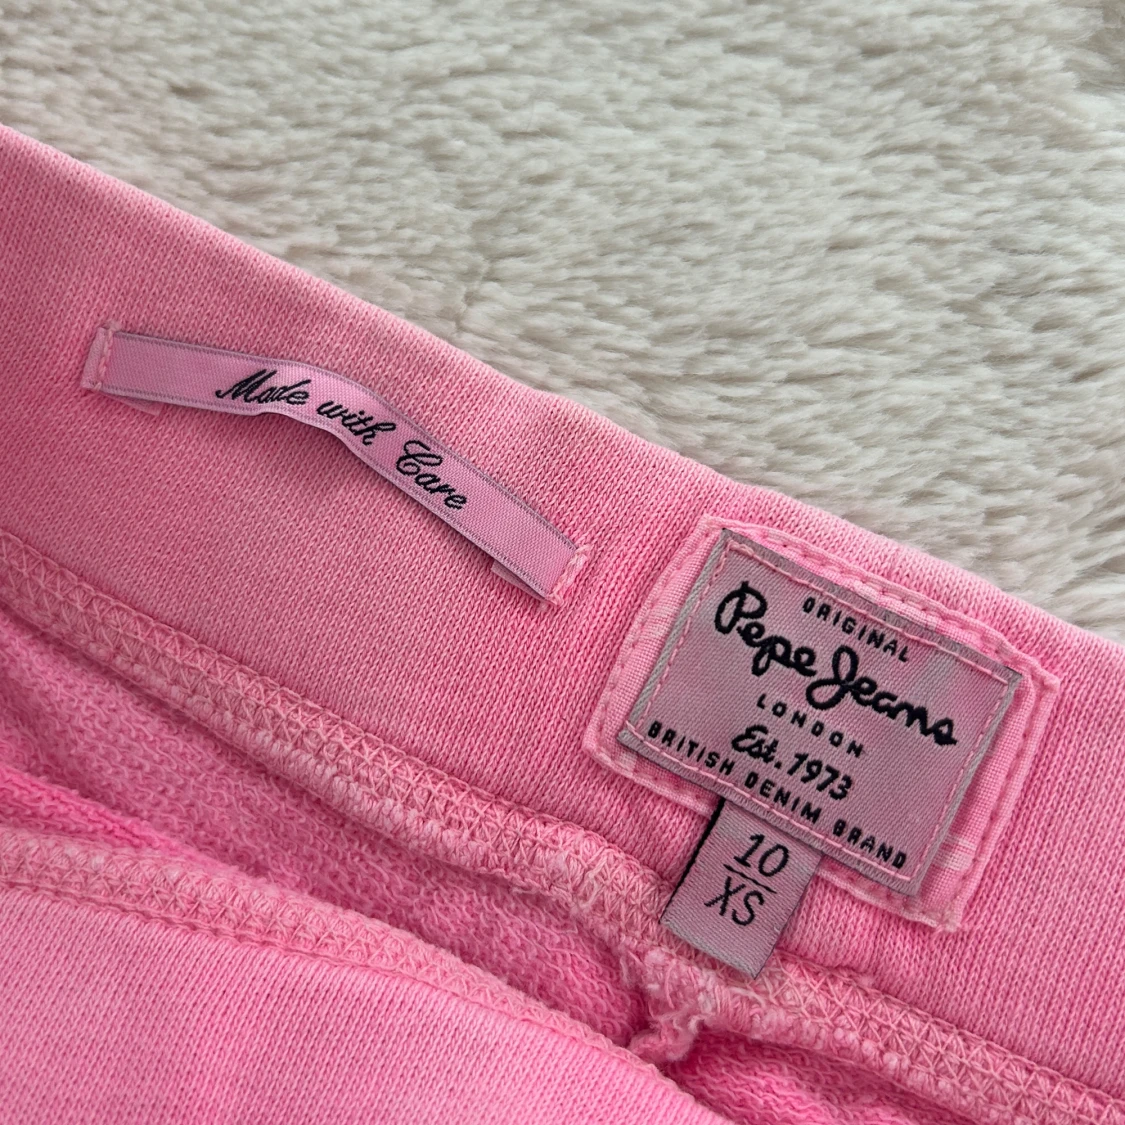 Made with Care
ORIGINAL
Pepe Jeans
LONDON
Est. 1973
BRITISH DENIM BRAND
10
XS